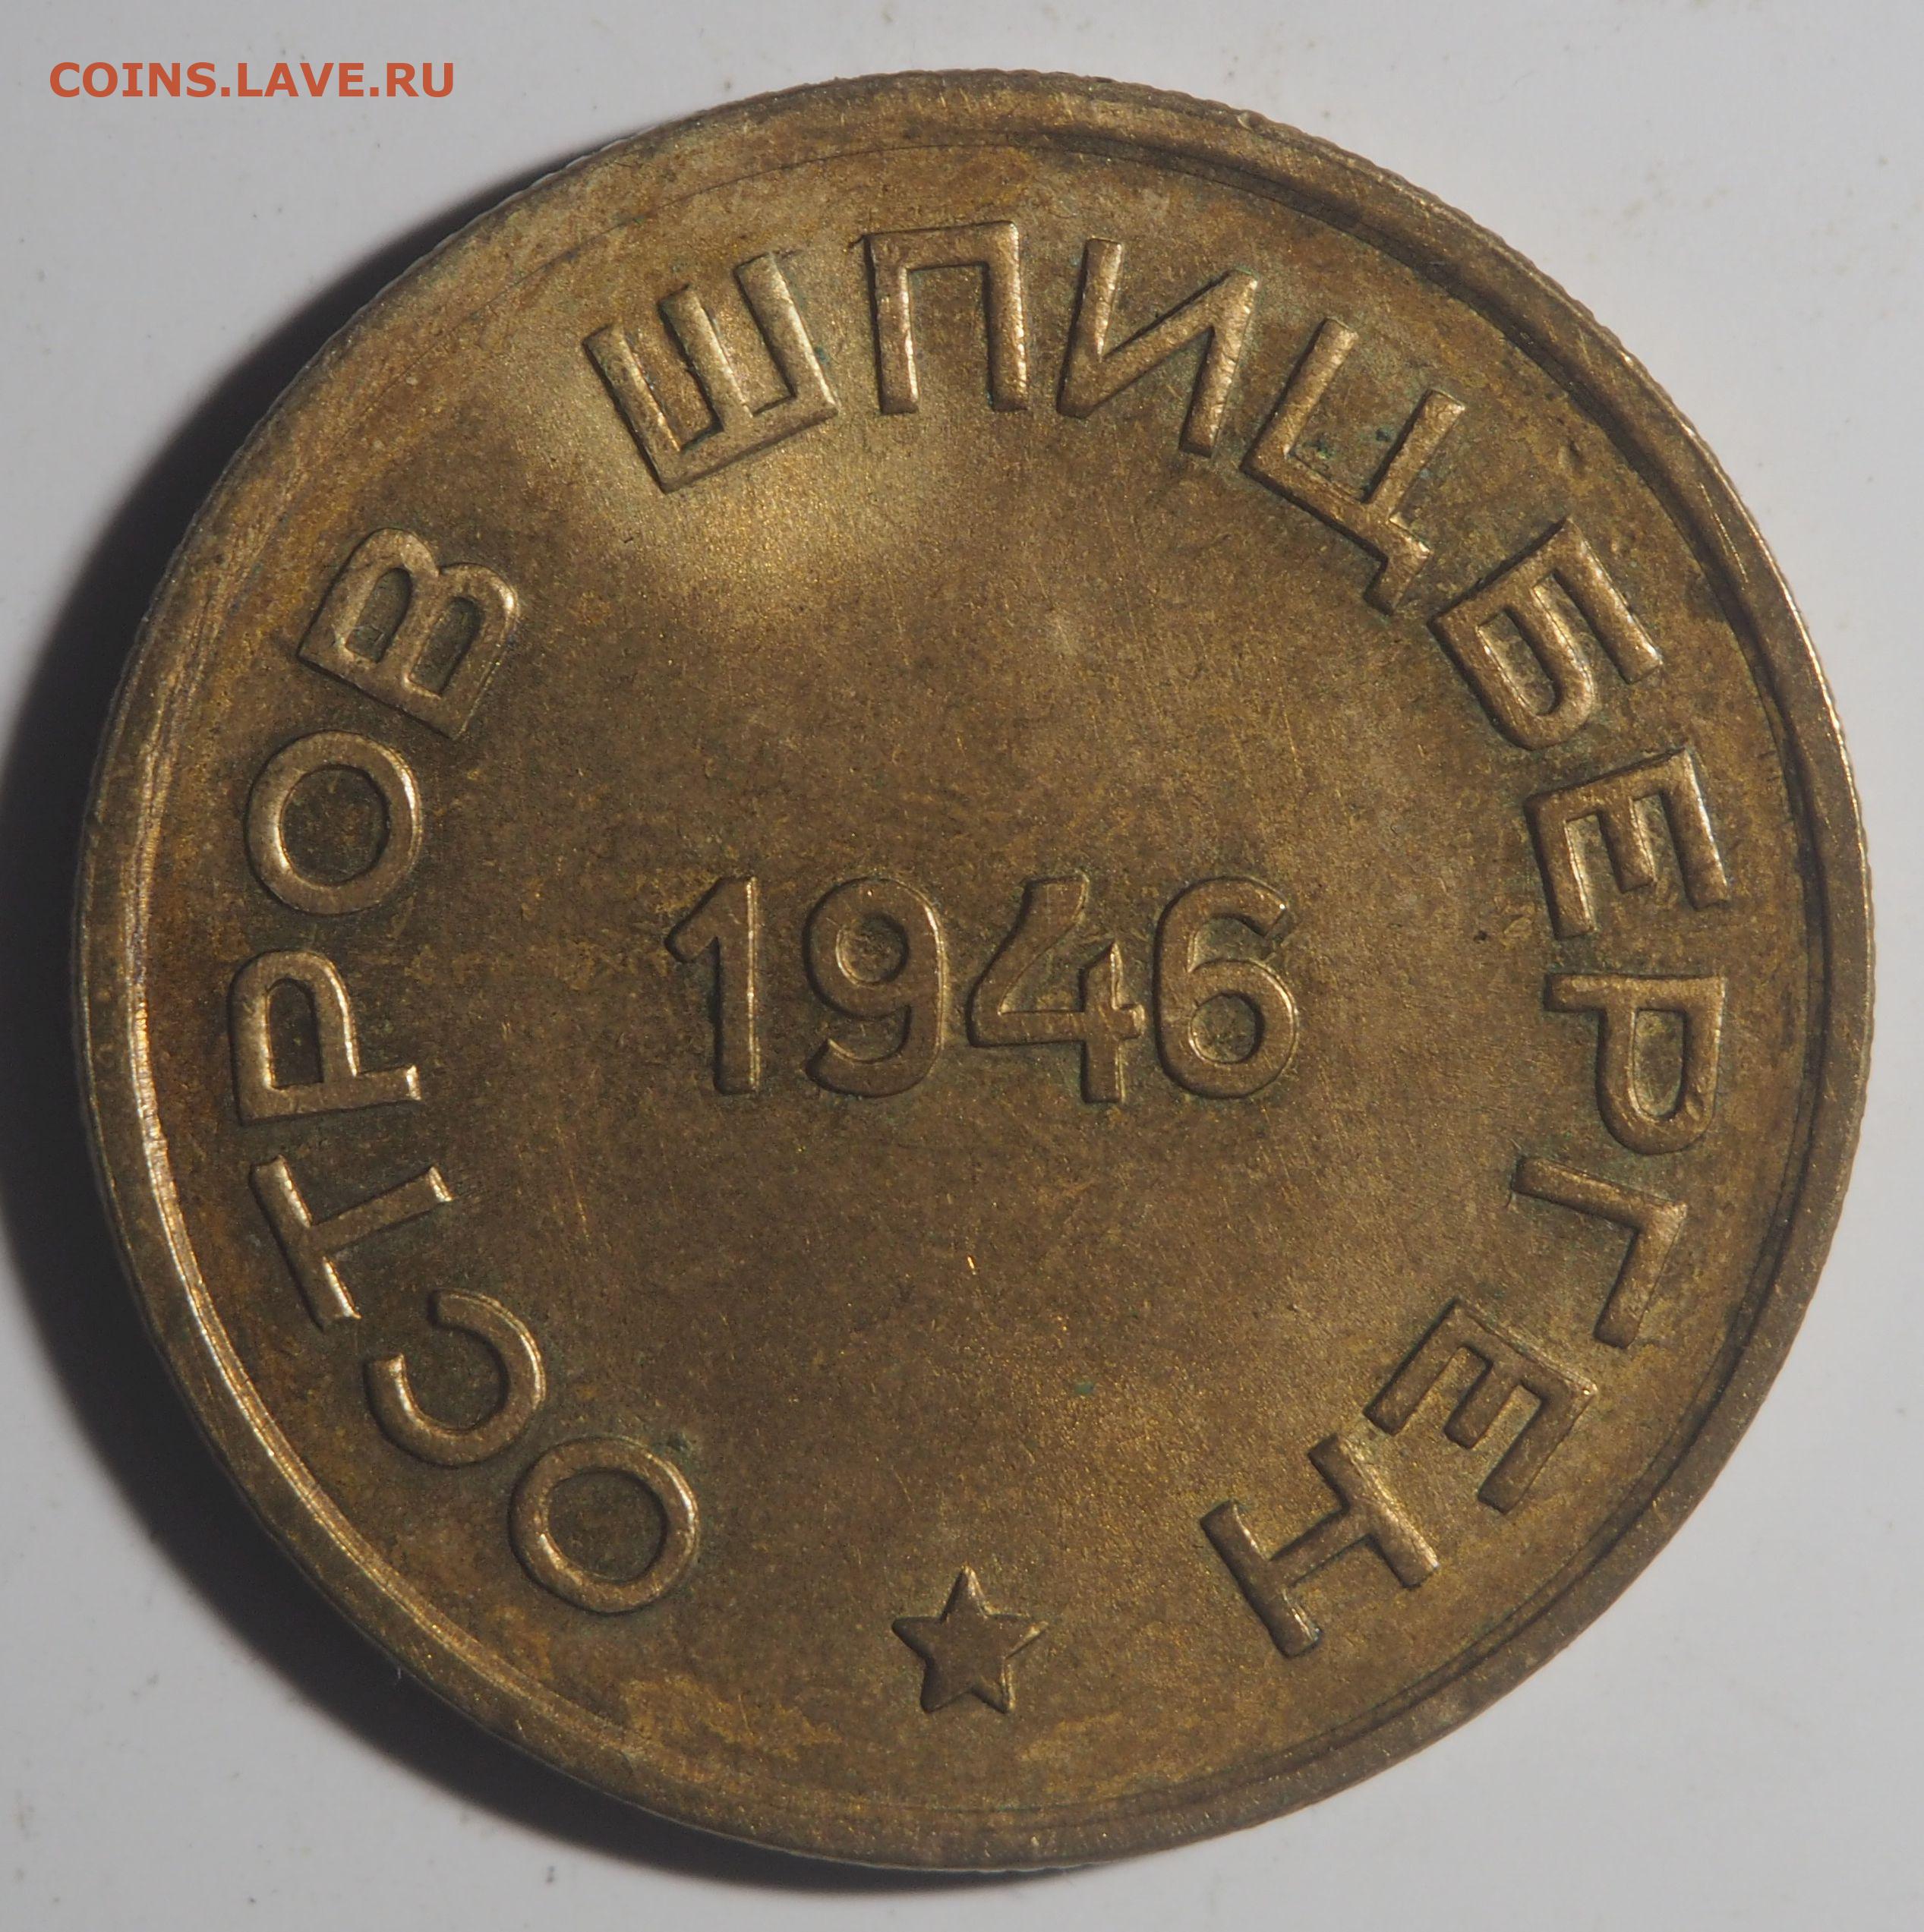 COINS.LAVE.RU
ОСТРОВ ШПИЦБЕРГЕН
1946